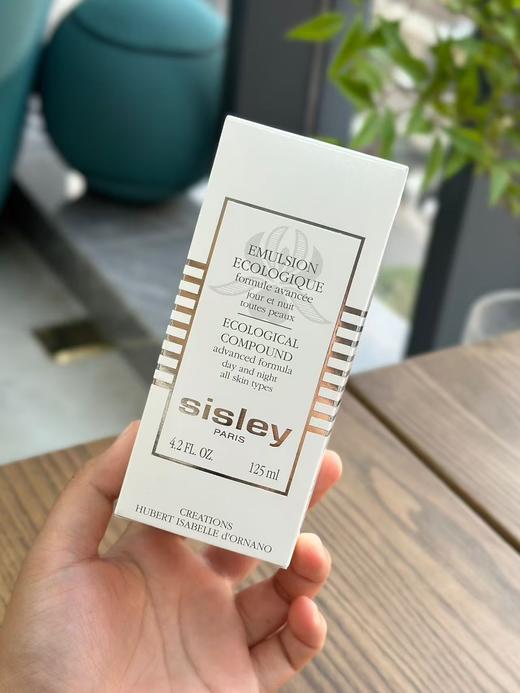 EMULSION
ECOLOGIQUE
formule avancée
jour et nuit
toutes peaux
ECOLOGICAL
COMPOUND
advanced formula
day and night
all skin types
sisley
PARIS
4.2 FL. OZ. 125 ml
CREATIONS
HUBERT ISABELLE d'ORNANO